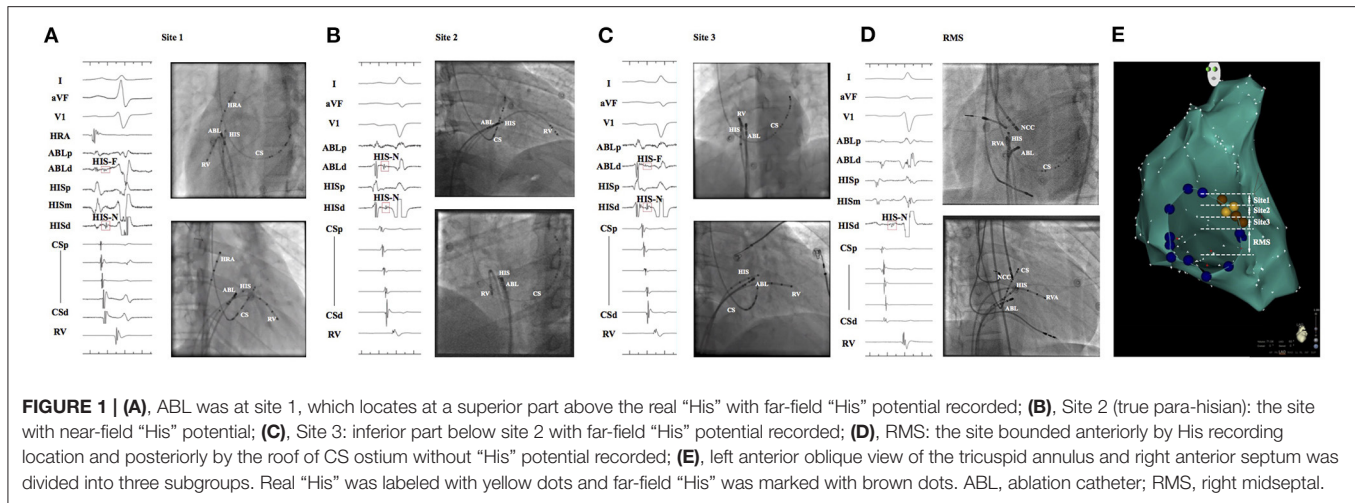 A
Site 1
I
aVF
V1
HRA
ABLp
HIS-F
ABLd
HISp
HISm
HIS-N
HISd
CSp
CSd
RV
HRA
ABL
HIS
RV
CS
HRA
ABL
HIS
CS
RV
B
Site 2
I
aVF
V1
ABLp
HIS-N
ABLd
HISp
HIS-N
HISd
CSp
CSd
RV
ABL
HIS
RV
CS
HIS
RV
ABL
CS
C
Site 3
I
aVF
V1
ABLp
HIS-F
ABLd
HISp
HIS-N
HISd
CSp
CSd
RV
RV
HIS
ABL
CS
HIS
ABL
RV
CS
D
RMS
I
aVF
V1
ABLp
ABLd
HISp
HISm
HIS-N
HISd
CSp
CSd
RV
NCC
HIS
RVA
ABL
CS
NCC
CS
HIS
RVA
ABL
E
Site1
Site2
Site3
RMS
FIGURE 1 | (A), ABL was at site 1, which locates at a superior part above the real “His” with far-field “His” potential recorded; (B), Site 2 (true para-hisian): the site
with near-field “His” potential; (C), Site 3: inferior part below site 2 with far-field “His” potential recorded; (D), RMS: the site bounded anteriorly by His recording
location and posteriorly by the roof of CS ostium without “His” potential recorded; (E), left anterior oblique view of the tricuspid annulus and right anterior septum was
divided into three subgroups. Real “His” was labeled with yellow dots and far-field “His” was marked with brown dots. ABL, ablation catheter; RMS, right midseptal.